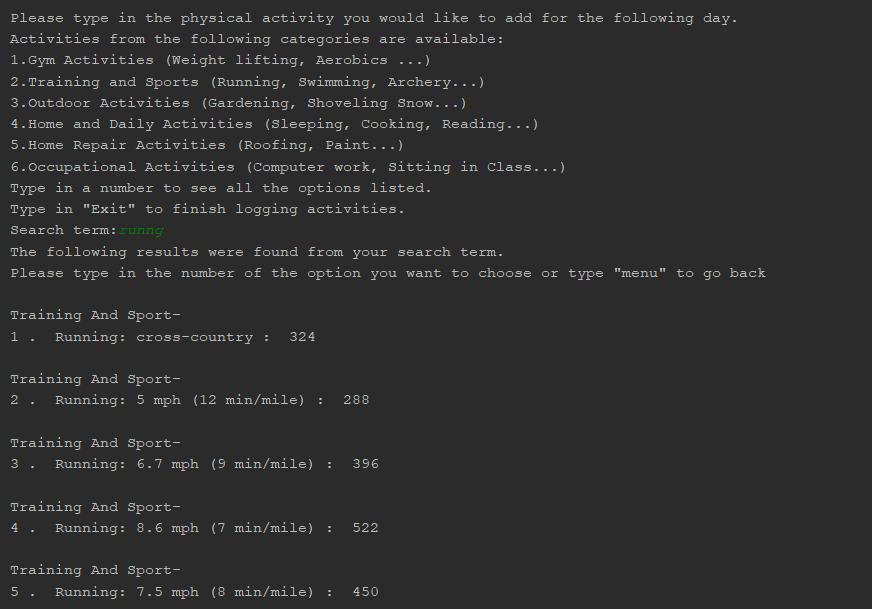 Please type in the physical activity you would like to add for the following day.
Activities from the following categories are available:
1.Gym Activities (Weight lifting, Aerobics ...)
2.Training and Sports (Running, Swimming, Archery...)
3.Outdoor Activities (Gardening, Shoveling Snow...)
4.Home and Daily Activities (Sleeping, Cooking, Reading...)
5.Home Repair Activities (Roofing, Paint...)
6.Occupational Activities (Computer work, Sitting in Class...)
Type in a number to see all the options listed.
Type in "Exit" to finish logging activities.
Search term:runng
The following results were found from your search term.
Please type in the number of the option you want to choose or type "menu" to go back
Training And Sport-
1 .  Running: cross-country :  324
Training And Sport-
2 .  Running: 5 mph (12 min/mile) :  288
Training And Sport-
3 .  Running: 6.7 mph (9 min/mile) :  396
Training And Sport-
4 .  Running: 8.6 mph (7 min/mile) :  522
Training And Sport-
5 .  Running: 7.5 mph (8 min/mile) :  450